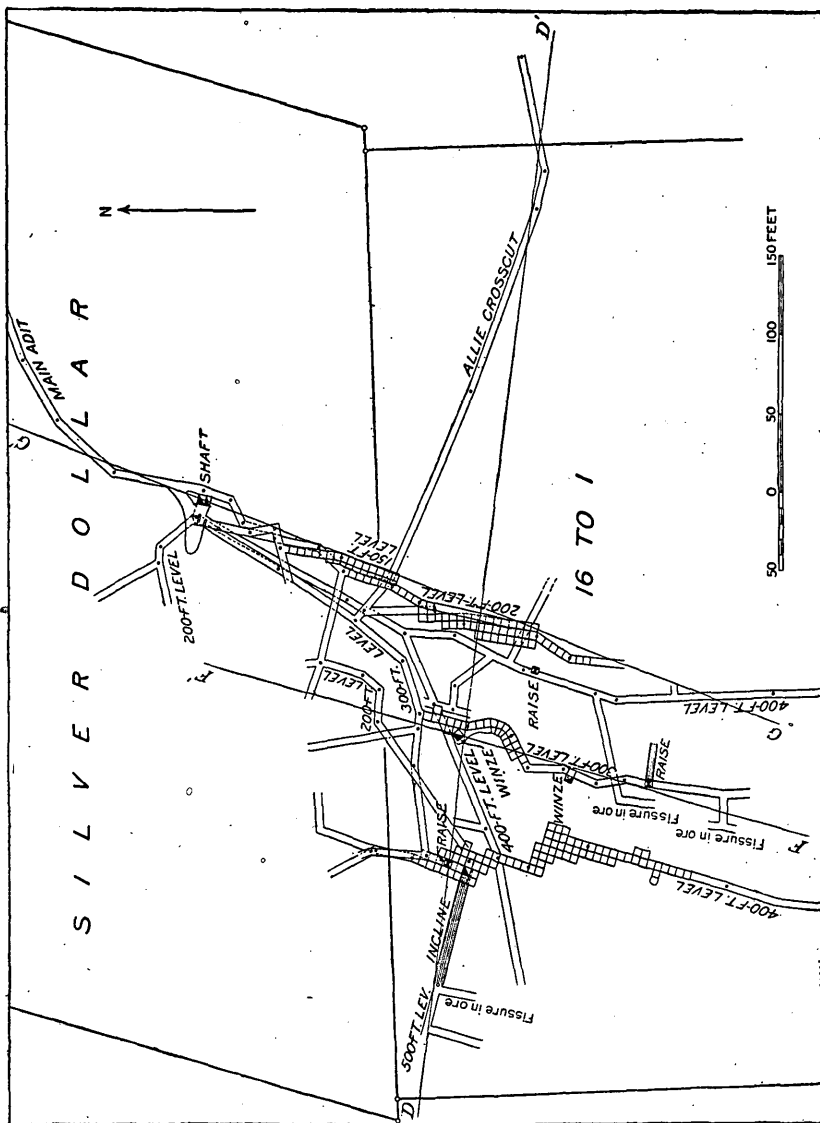 SILVER DOLLAR
MAIN ADIT
N
D'
G'
SHAFT
200-FT. LEVEL
ALLIE CROSSCUT
150-FT.
LEVEL
F'
LEVEL
300-FT.
200-FT.
LEVEL
200-FT. LEVEL
16 TO 1
RAISE
400-FT. LEVEL
G
300-FT. LEVEL
RAISE
Fissure in ore
Fissure in ore
F
WINZE
400-FT. LEVEL
WINZE
RAISE
400-FT. LEVEL
INCLINE
500 FT. LEV.
Fissure in ore
D
50 0 50 100 150 FEET